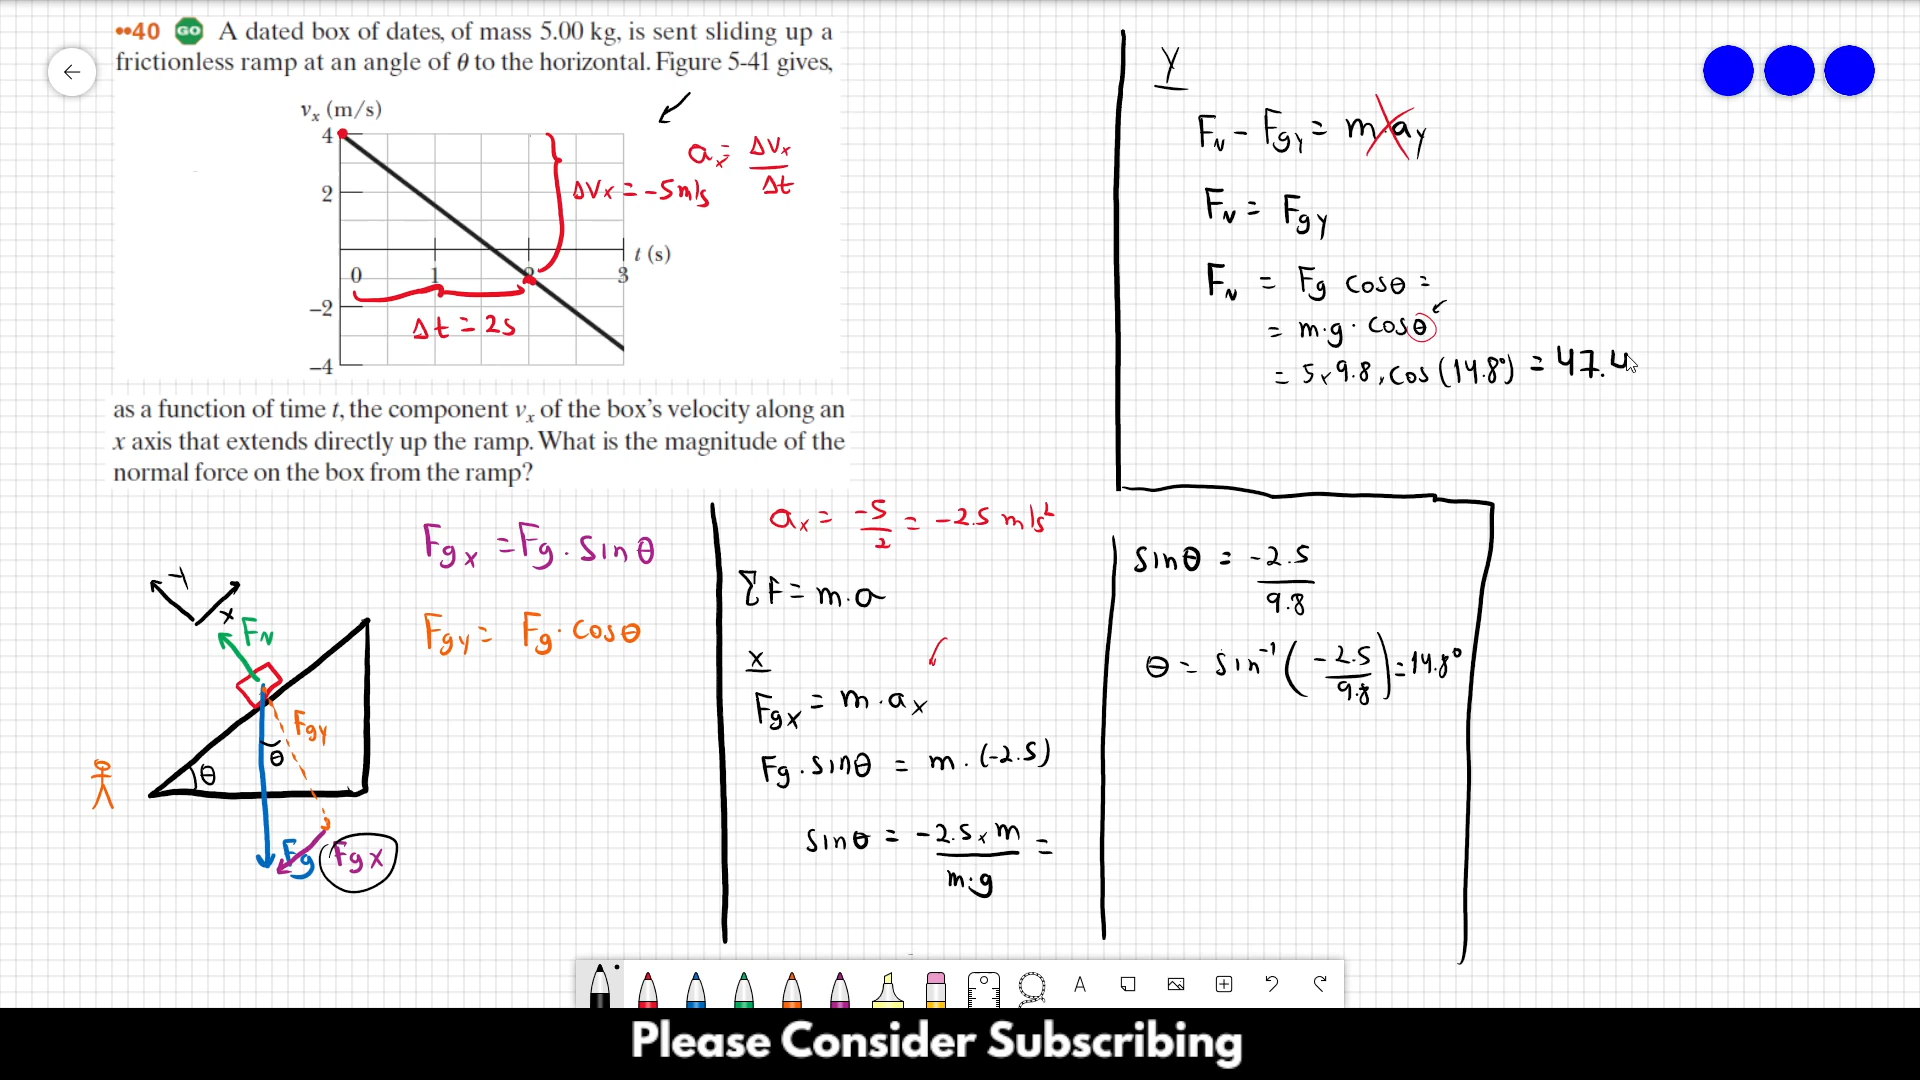 ••40 GO A dated box of dates, of mass 5.00 kg, is sent sliding up a
frictionless ramp at an angle of θ to the horizontal. Figure 5-41 gives,
vx (m/s)
4
2
-2
-4
0
1
2
3
t (s)
ΔVx = -5m/s
ax = ΔVx / Δt
Δt = 2s
as a function of time t, the component vx of the box's velocity along an
x axis that extends directly up the ramp. What is the magnitude of the
normal force on the box from the ramp?
Fgx = Fg · sinθ
Fgy = Fg · cosθ
Y
x
FN
Fgy
θ
θ
Fg
Fgx
ax = -5/2 = -2.5 m/s²
ΣF = m.a
x
Fgx = m.ax
Fg.sinθ = m.(-2.5)
sinθ = -2.5 x m / m.g =
sinθ = -2.5 / 9.8
θ = sin⁻¹(-2.5 / 9.8) = 14.8°
Y
FN - Fgy = m.ay
FN = Fgy
FN = Fg cosθ =
= m.g. cosθ
= 5x9.8.cos(14.8°) = 47.4
A
Please Consider Subscribing